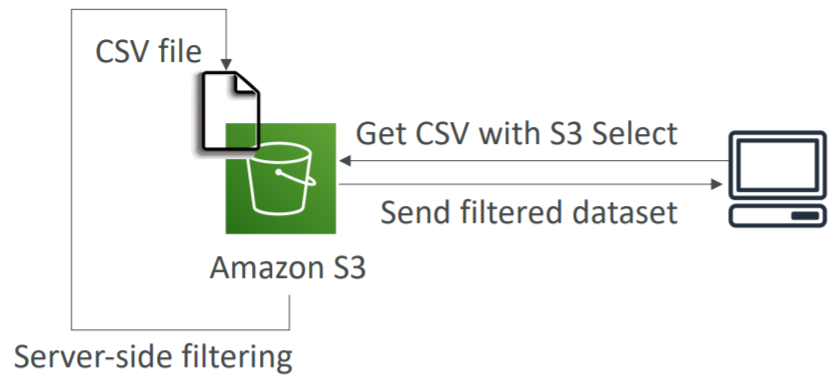 CSV file
Get CSV with S3 Select
Send filtered dataset
Amazon S3
Server-side filtering